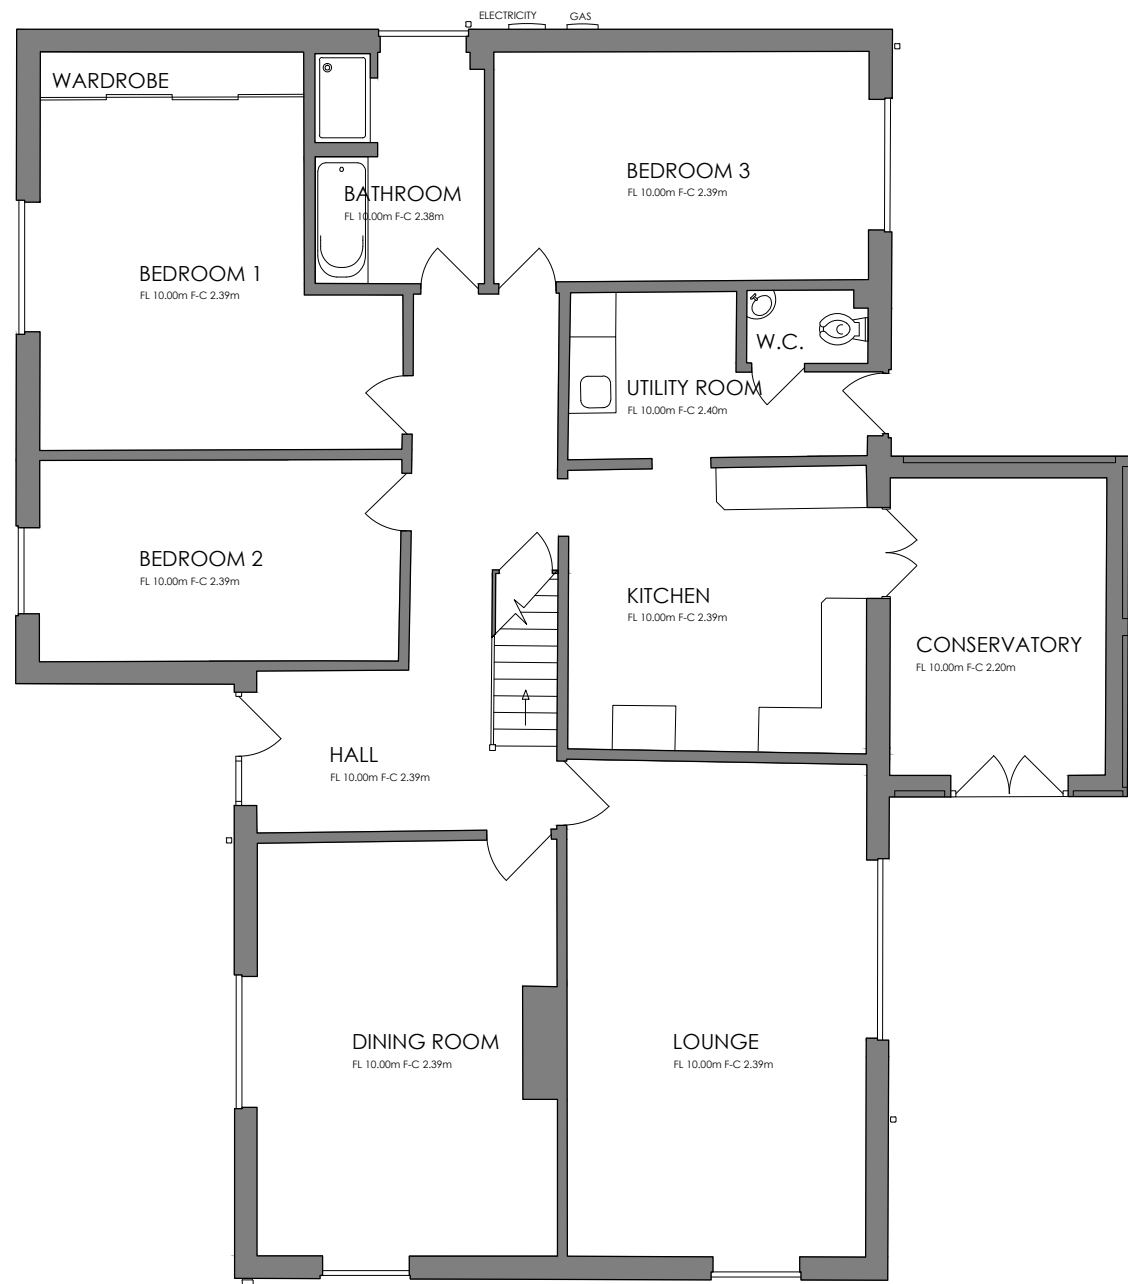 ELECTRICITY
GAS
WARDROBE
BEDROOM 3
FL 10.00m F-C 2.39m
BATHROOM
FL 10.00m F-C 2.38m
BEDROOM 1
FL 10.00m F-C 2.39m
W.C.
UTILITY ROOM
FL 10.00m F-C 2.40m
BEDROOM 2
FL 10.00m F-C 2.39m
KITCHEN
FL 10.00m F-C 2.39m
CONSERVATORY
FL 10.00m F-C 2.20m
HALL
FL 10.00m F-C 2.39m
DINING ROOM
FL 10.00m F-C 2.39m
LOUNGE
FL 10.00m F-C 2.39m